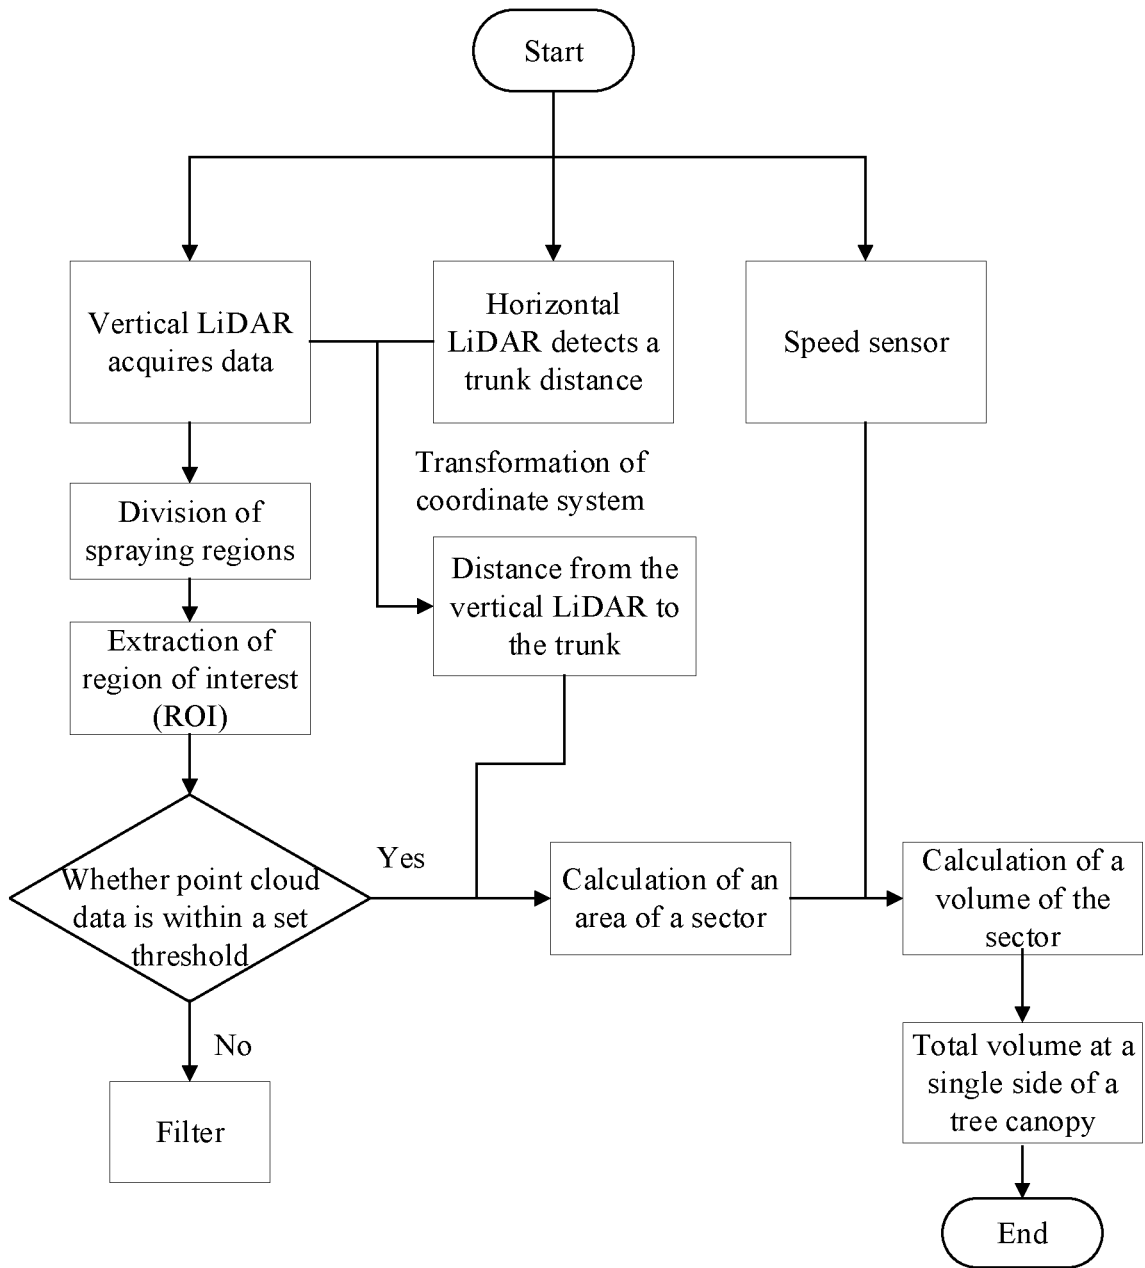 Start
Vertical LiDAR
acquires data
Horizontal
LiDAR detects a
trunk distance
Speed sensor
Transformation of
coordinate system
Division of
spraying regions
Distance from the
vertical LiDAR to
the trunk
Extraction of
region of interest
(ROI)
Whether point cloud
data is within a set
threshold
Yes
Calculation of an
area of a sector
Calculation of a
volume of the
sector
No
Filter
Total volume at a
single side of a
tree canopy
End